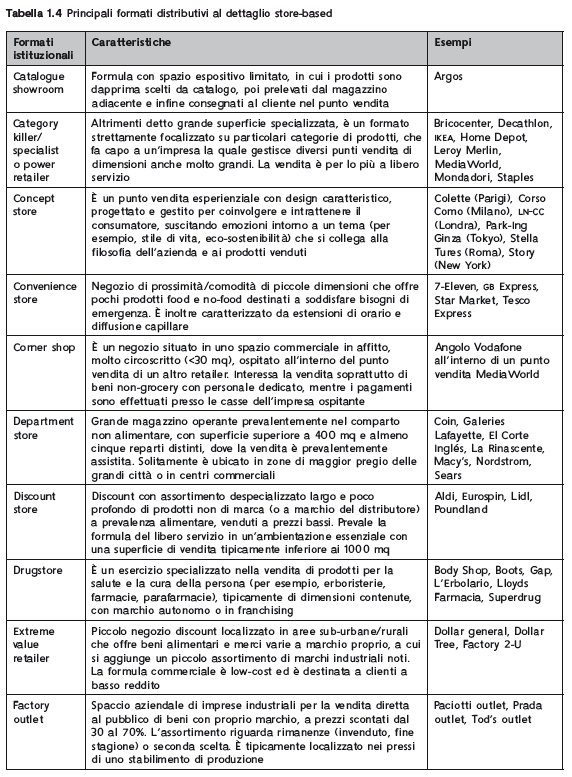 Tabella 1.4 Principali formati distributivi al dettaglio store-based
Formati
istituzionali
Caratteristiche
Esempi
Catalogue
showroom
Formula con spazio espositivo limitato, in cui i prodotti sono
dapprima scelti da catalogo, poi prelevati dal magazzino
adiacente e infine consegnati al cliente nel punto vendita
Argos
Category
killer/
specialist
o power
retailer
Altrimenti detto grande superficie specializzata, è un formato
strettamente focalizzato su particolari categorie di prodotti, che
fa capo a un'impresa la quale gestisce diversi punti vendita di
dimensioni anche molto grandi. La vendita è per lo più a libero
servizio
Bricocenter, Decathlon,
IKEA, Home Depot,
Leroy Merlin,
MediaWorld,
Mondadori, Staples
Concept
store
È un punto vendita esperienziale con design caratteristico,
progettato e gestito per coinvolgere e intrattenere il
consumatore, suscitando emozioni intorno a un tema (per
esempio, stile di vita, eco-sostenibilità) che si collega alla
filosofia dell'azienda e ai prodotti venduti
Colette (Parigi), Corso
Como (Milano), LN-CC
(Londra), Park-Ing
Ginza (Tokyo), Stella
Tures (Roma), Story
(New York)
Convenience
store
Negozio di prossimità/comodità di piccole dimensioni che offre
pochi prodotti food e no-food destinati a soddisfare bisogni di
emergenza. È inoltre caratterizzato da estensioni di orario e
diffusione capillare
7-Eleven, GB Express,
Star Market, Tesco
Express
Corner shop
È un negozio situato in uno spazio commerciale in affitto,
molto circoscritto (<30 mq), ospitato all'interno del punto
vendita di un altro retailer. Interessa la vendita soprattutto di
beni non-grocery con personale dedicato, mentre i pagamenti
sono effettuati presso le casse dell'impresa ospitante
Angolo Vodafone
all'interno di un punto
vendita MediaWorld
Department
store
Grande magazzino operante prevalentemente nel comparto
non alimentare, con superficie superiore a 400 mq e almeno
cinque reparti distinti, dove la vendita è prevalentemente
assistita. Solitamente è ubicato in zone di maggior pregio delle
grandi città o in centri commerciali
Coin, Galeries
Lafayette, El Corte
Inglés, La Rinascente,
Macy's, Nordstrom,
Sears
Discount
store
Discount con assortimento despecializzato largo e poco
profondo di prodotti non di marca (o a marchio del distributore)
a prevalenza alimentare, venduti a prezzi bassi. Prevale la
formula del libero servizio in un'ambientazione essenziale con
una superficie di vendita tipicamente inferiore ai 1000 mq
Aldi, Eurospin, Lidl,
Poundland
Drugstore
È un esercizio specializzato nella vendita di prodotti per la
salute e la cura della persona (per esempio, erboristerie,
farmacie, parafarmacie), tipicamente di dimensioni contenute,
con marchio autonomo o in franchising
Body Shop, Boots, Gap,
L'Erbolario, Lloyds
Farmacia, Superdrug
Extreme
value
retailer
Piccolo negozio discount localizzato in aree sub-urbane/rurali
che offre beni alimentari e merci varie a marchio proprio, a cui
si aggiunge un piccolo assortimento di marchi industriali noti.
La formula commerciale è low-cost ed è destinata a clienti a
basso reddito
Dollar general, Dollar
Tree, Factory 2-U
Factory
outlet
Spaccio aziendale di imprese industriali per la vendita diretta
al pubblico di beni con proprio marchio, a prezzi scontati dal
30 al 70%. L'assortimento riguarda rimanenze (invenduto, fine
stagione) o seconda scelta. È tipicamente localizzato nei pressi
di uno stabilimento di produzione
Paciotti outlet, Prada
outlet, Tod's outlet